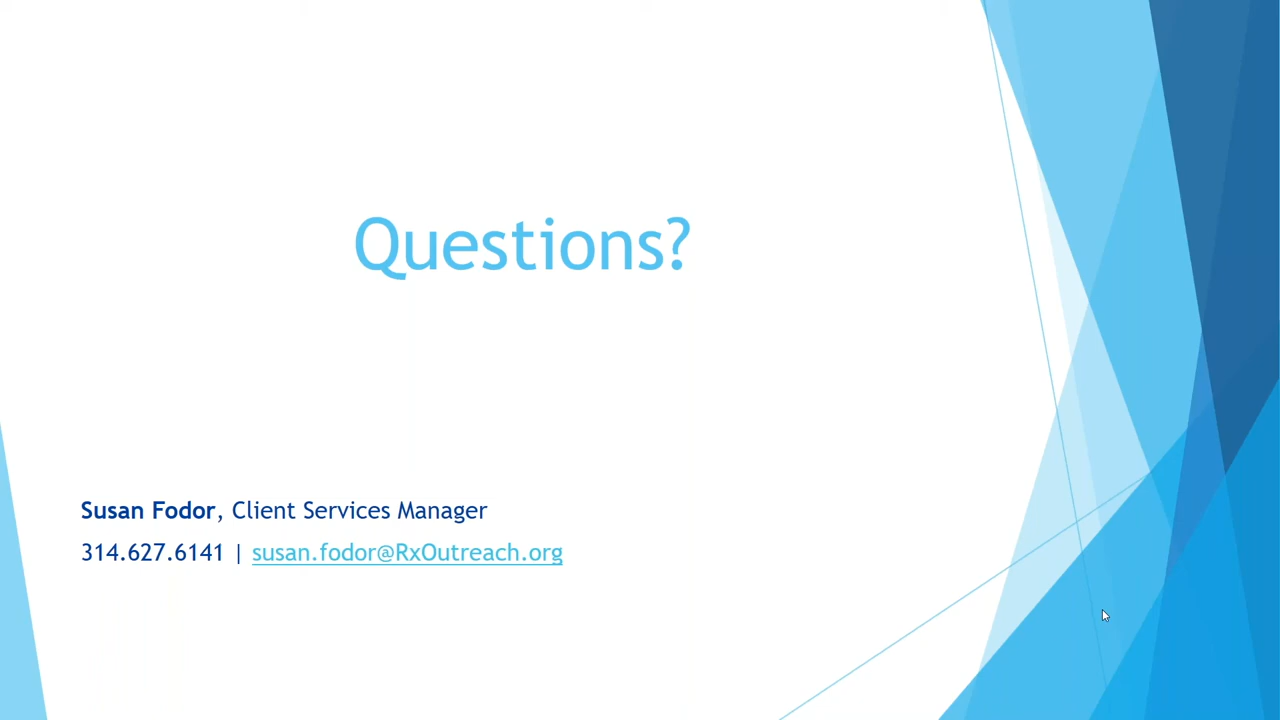 Questions?
Susan Fodor, Client Services Manager
314.627.6141 | susan.fodor@RxOutreach.org